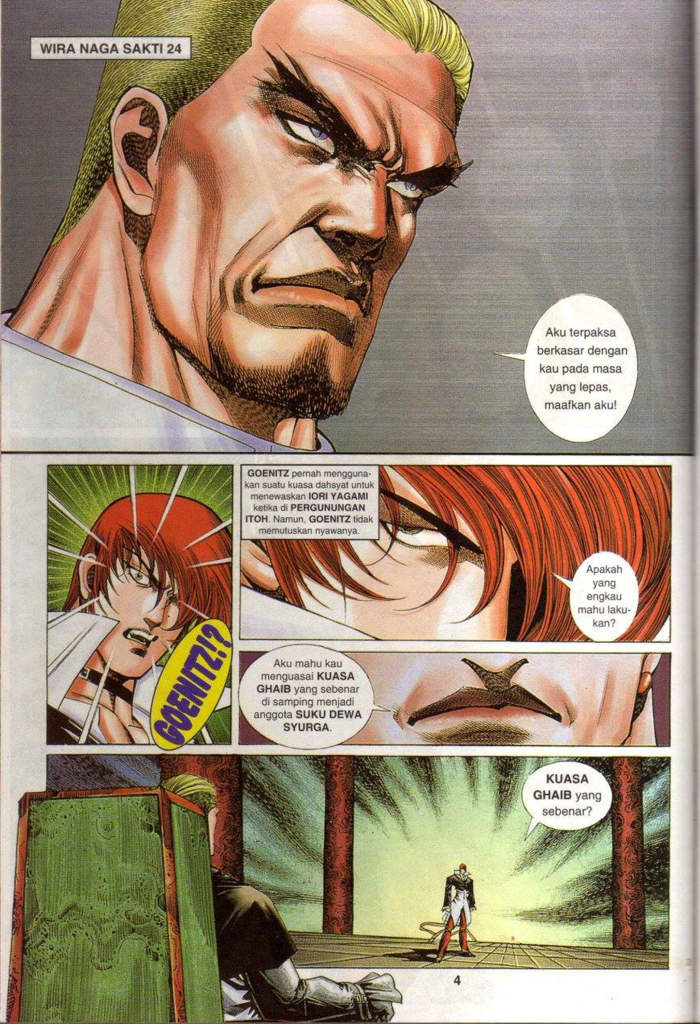 WIRA NAGA SAKTI 24
Aku terpaksa
berkasar dengan
kau pada masa
yang lepas,
maafkan aku!
GOENITZ!?
GOENITZ pernah mengguna-
kan suatu kuasa dahsyat untuk
menewaskan IORI YAGAMI
ketika di PERGUNUNGAN
ITOH. Namun, GOENITZ tidak
memutuskan nyawanya.
Apakah
yang
engkau
mahu laku-
kan?
Aku mahu kau
menguasai KUASA
GHAIB yang sebenar
di samping menjadi
anggota SUKU DEWA
SYURGA.
KUASA
GHAIB yang
sebenar?
4